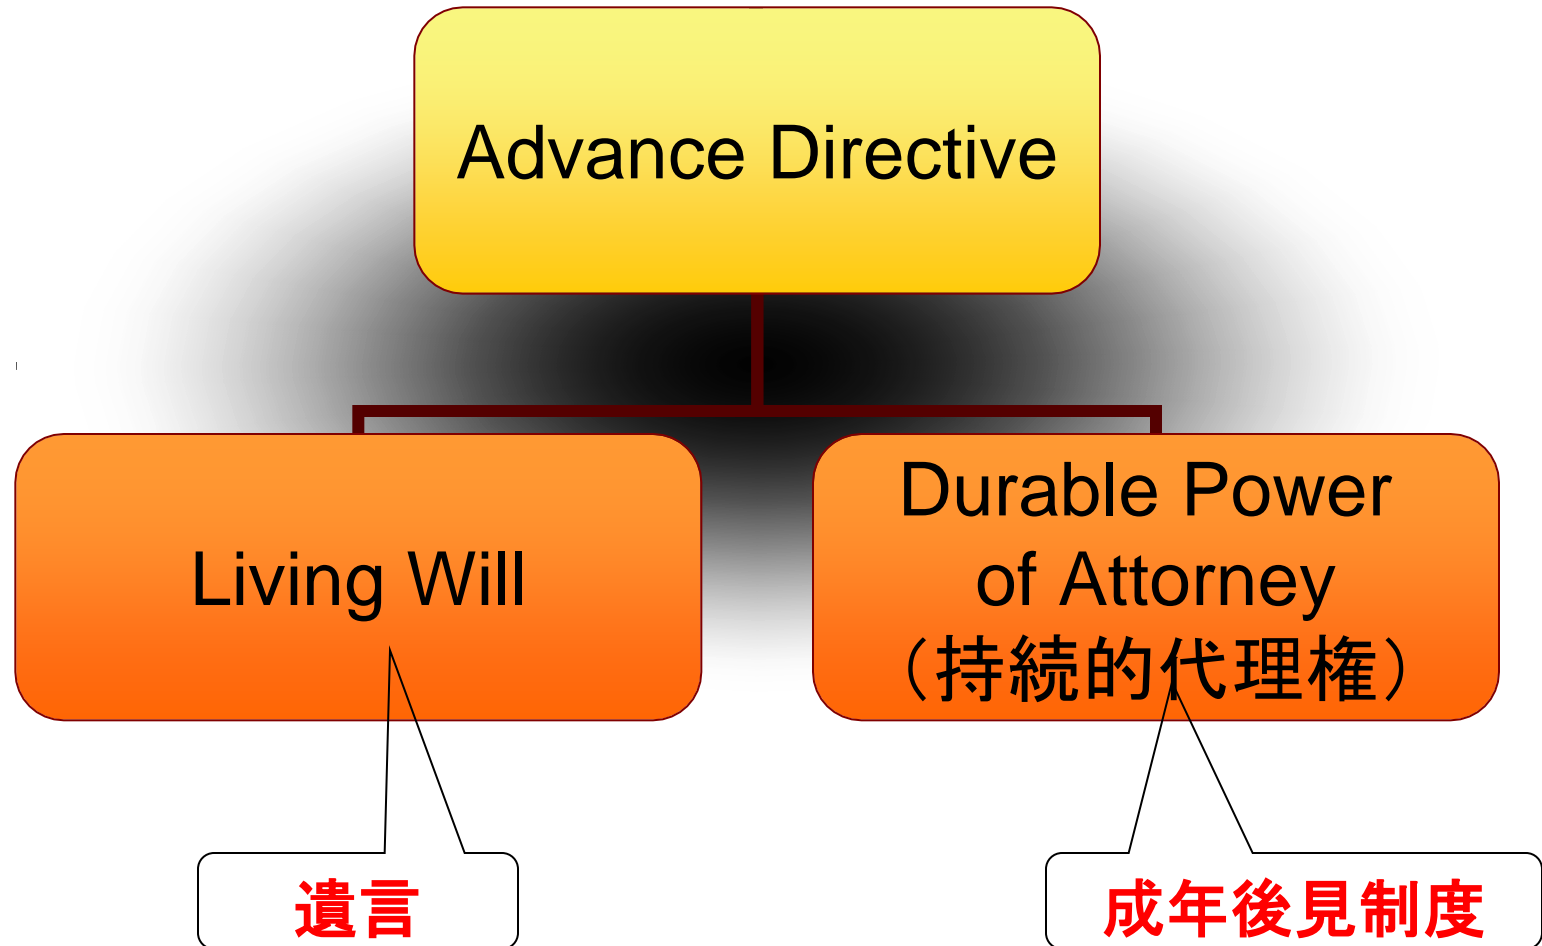 Advance Directive
Living Will
Durable Power
of Attorney
（持続的代理権）
遺言
成年後見制度